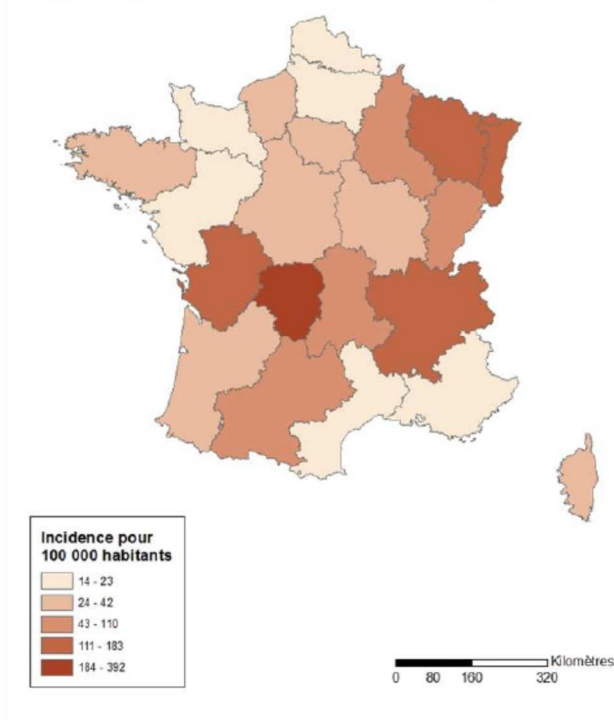 Incidence pour
100 000 habitants
14 - 23
24 - 42
43 - 110
111 - 183
184 - 392
Kilomètres
0 80 160 320